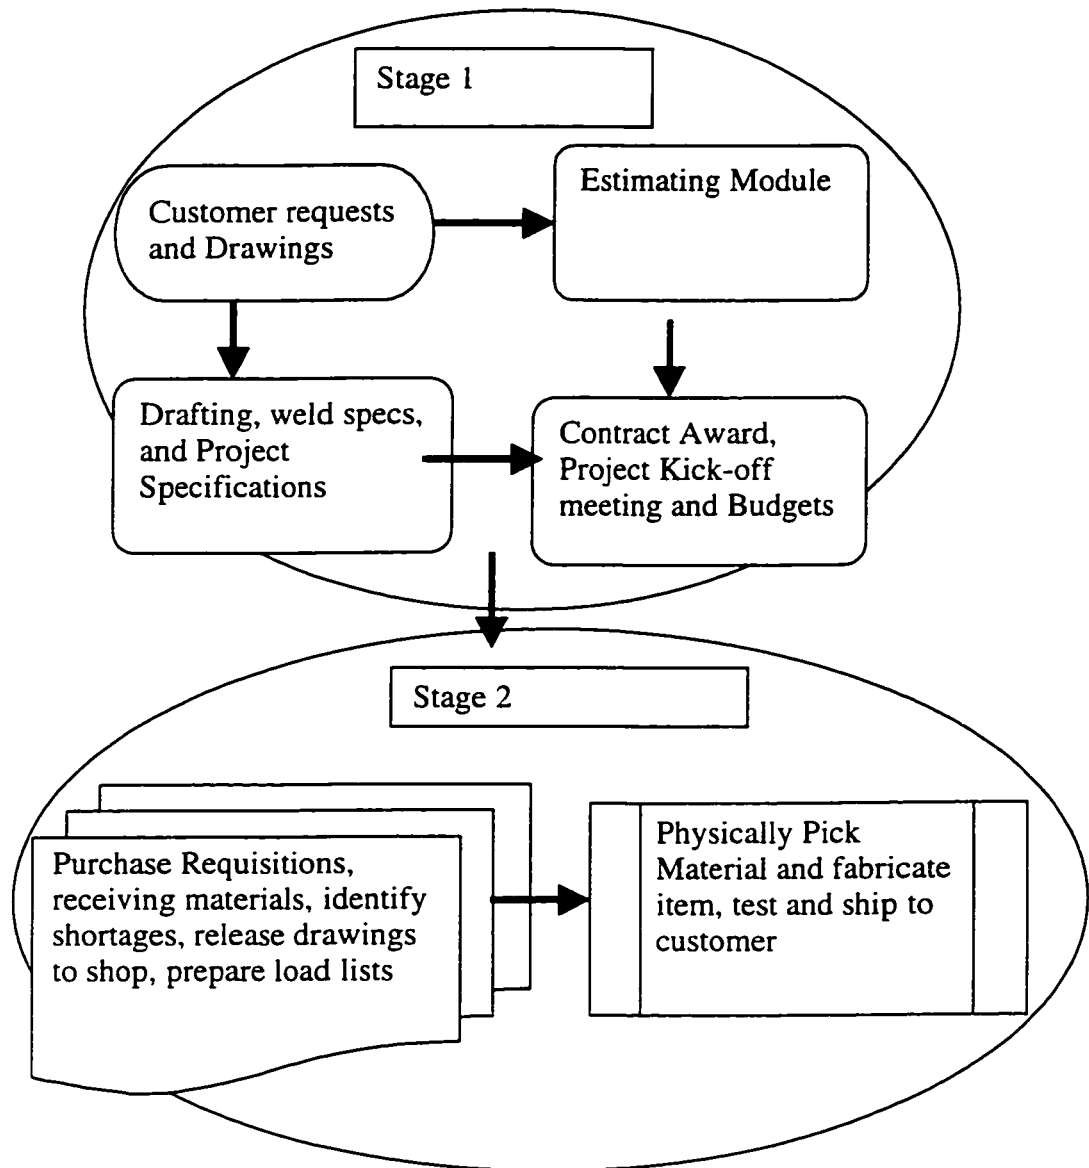 Stage 1
Customer requests
and Drawings
Estimating Module
Drafting, weld specs,
and Project
Specifications
Contract Award,
Project Kick-off
meeting and Budgets
Stage 2
Purchase Requisitions,
receiving materials, identify
shortages, release drawings
to shop, prepare load lists
Physically Pick
Material and fabricate
item, test and ship to
customer